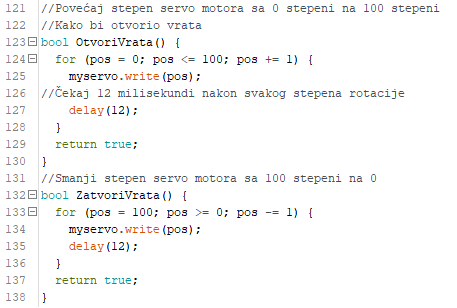 121 //Povećaj stepen servo motora sa 0 stepeni na 100 stepeni
122 //Kako bi otvorio vrata
123 bool OtvoriVrata() {
124   for (pos = 0; pos <= 100; pos += 1) {
125     myservo.write(pos);
126 //Čekaj 12 milisekundi nakon svakog stepena rotacije
127     delay(12);
128   }
129   return true;
130 }
131 //Smanji stepen servo motora sa 100 stepeni na 0
132 bool ZatvoriVrata() {
133   for (pos = 100; pos >= 0; pos -= 1) {
134     myservo.write(pos);
135     delay(12);
136   }
137   return true;
138 }